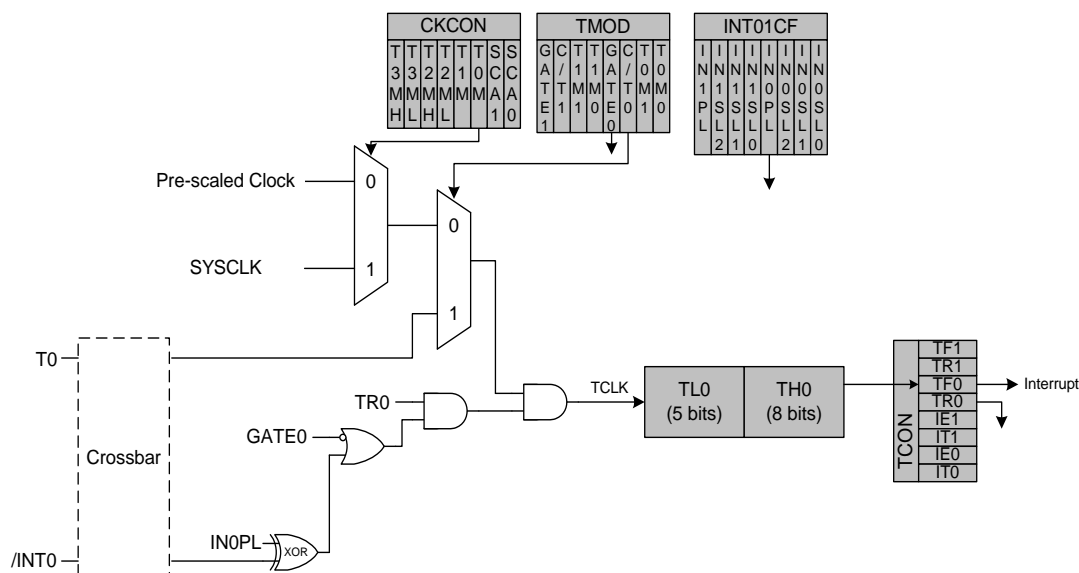 CKCON
TMOD
INT01CF
T3MH
T3ML
T2MH
T2ML
T1M
T0M
SCA1
SCA0
GATE1
C/T1
T1M1
T1M0
GATE0
C/T0
T0M1
T0M0
IN1PL
IN1SL2
IN1SL1
IN1SL0
IN0PL
IN0SL2
IN0SL1
IN0SL0
Pre-scaled Clock
0
0
SYSCLK
1
1
T0
TR0
GATE0
Crossbar
IN0PL
XOR
/INT0
TCLK
TL0
(5 bits)
TH0
(8 bits)
TCON
TF1
TR1
TF0
TR0
IE1
IT1
IE0
IT0
Interrupt